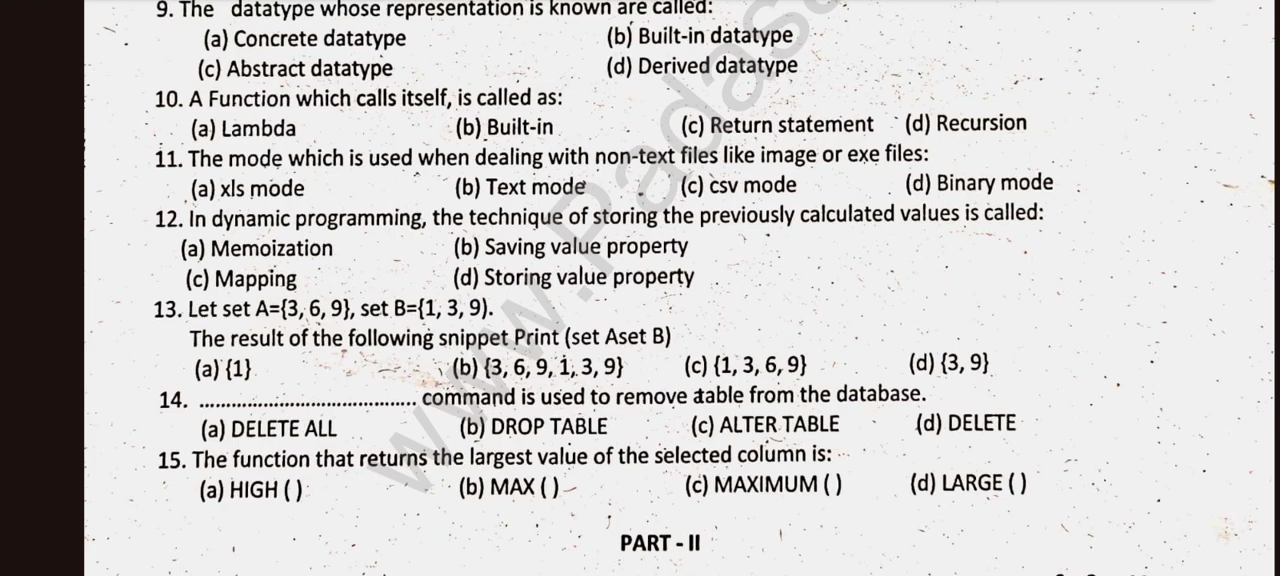 9. The datatype whose representation is known are called:
(a) Concrete datatype (b) Built-in datatype
(c) Abstract datatype (d) Derived datatype
10. A Function which calls itself, is called as:
(a) Lambda (b) Built-in (c) Return statement (d) Recursion
11. The mode which is used when dealing with non-text files like image or exe files:
(a) xls mode (b) Text mode (c) csv mode (d) Binary mode
12. In dynamic programming, the technique of storing the previously calculated values is called:
(a) Memoization (b) Saving value property
(c) Mapping (d) Storing value property
13. Let set A={3, 6, 9}, set B={1, 3, 9).
The result of the following snippet Print (set Aset B)
(a) {1} (b) {3, 6, 9, 1, 3, 9} (c) {1, 3, 6, 9} (d) {3, 9}
14. ........................................ command is used to remove table from the database.
(a) DELETE ALL (b) DROP TABLE (c) ALTER TABLE (d) DELETE
15. The function that returns the largest value of the selected column is:
(a) HIGH ( ) (b) MAX ( ) (c) MAXIMUM ( ) (d) LARGE ( )
PART - II
www.Padas